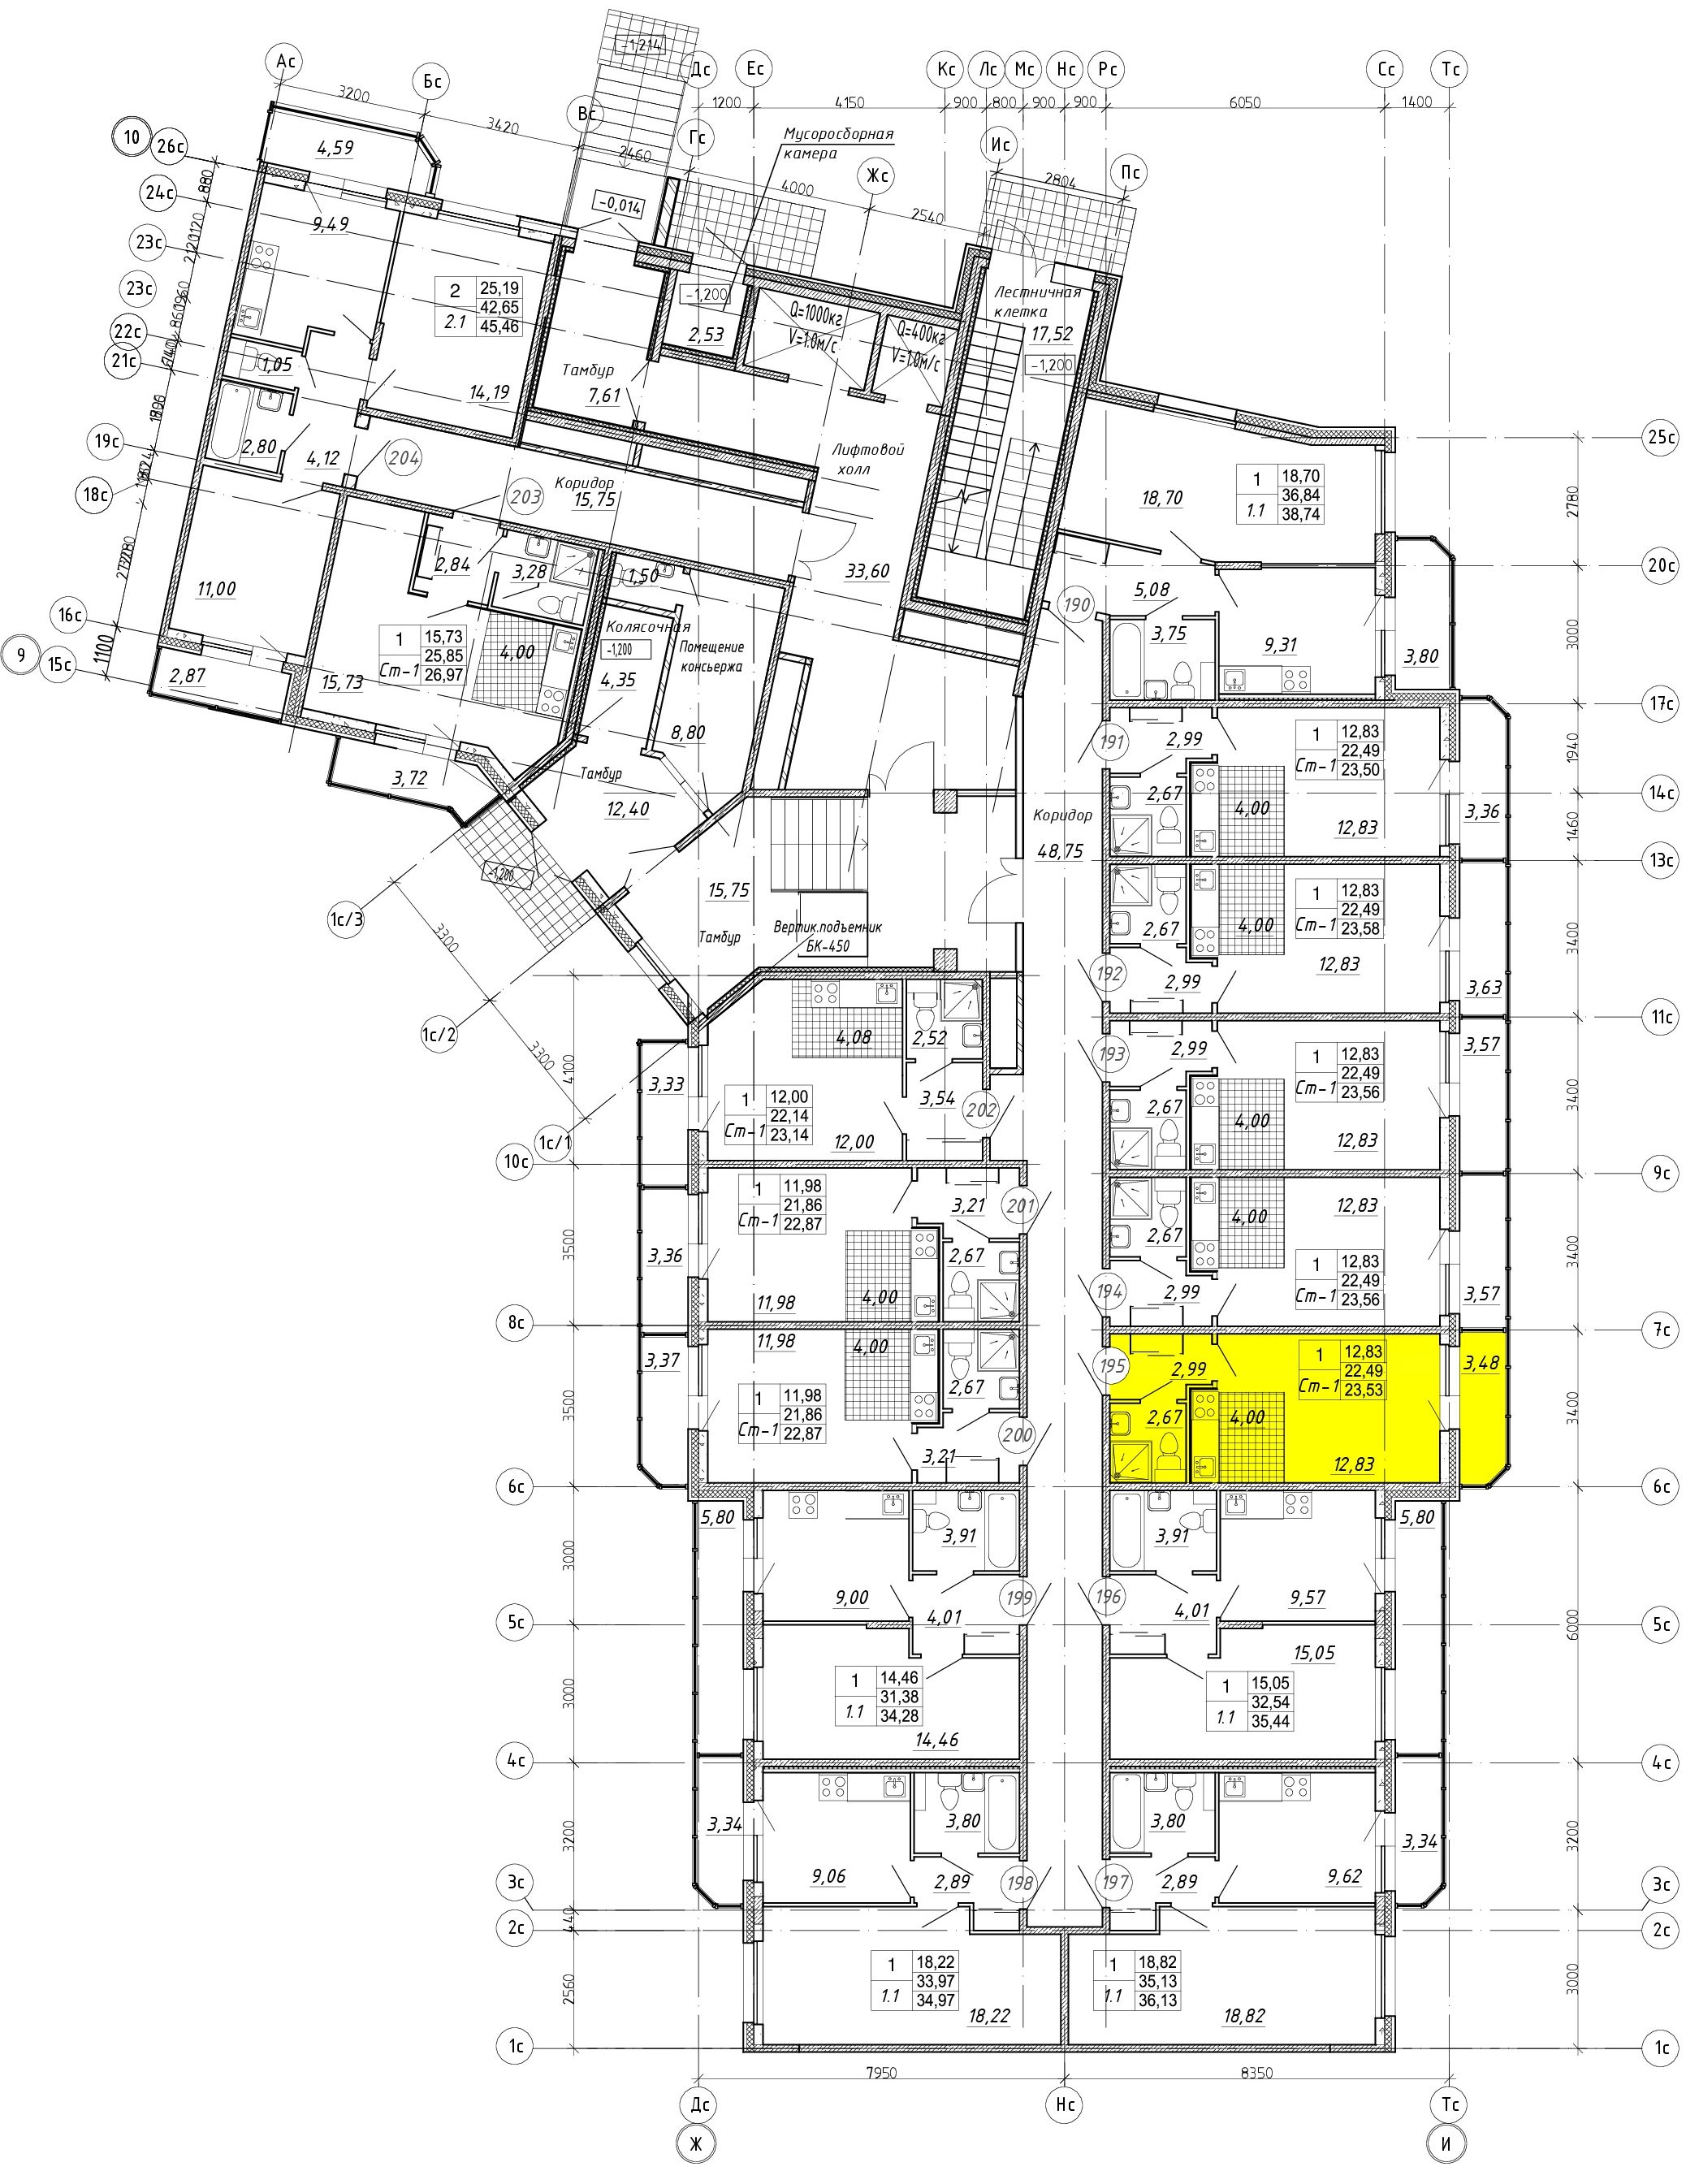 Ас
Бс
Вс
Гс
Дс
Ес
Жс
Ис
Кс
Лс
Мс
Нс
Пс
Рс
Сс
Тс
3200
3420
2460
4000
2540
2804
1200
4150
900
800
900
900
6050
1400
-1,214
-0,014
Мусоросборная
камера
10
26с
24с
23с
23с
22с
21с
19с
18с
16с
9
15с
880
1120
2120
1960
860
1100
4,59
9,49
2
25,19
2.1
42,65
45,46
1,05
14,19
2,80
4,12
204
11,00
2,87
Тамбур
7,61
-1,200
2,53
Q=1000кг
V=1.0м/с
Q=400кг
V=1.0м/с
Лестничная
клетка
17,52
-1,200
Лифтовой
холл
33,60
Коридор
15,75
203
2,84
3,28
1,50
1
15,73
Ст-1
25,85
26,97
4,00
15,73
3,72
Колясочная
-1,200
4,35
Помещение
консьержа
8,80
Тамбур
12,40
-1,200
15,75
Тамбур
Вертик.подъемник
БК-450
1с/3
1с/2
1с/1
3300
3300
18,70
1
18,70
1.1
36,84
38,74
5,08
190
3,75
9,31
3,80
25с
2780
20с
3000
17с
1940
14с
1460
13с
3400
11с
3400
9с
3400
7с
3400
6с
Коридор
48,75
191
2,99
1
12,83
Ст-1
22,49
23,50
2,67
4,00
12,83
3,36
2,67
4,00
1
12,83
Ст-1
22,49
23,58
192
2,99
12,83
3,63
193
2,99
1
12,83
Ст-1
22,49
23,56
2,67
4,00
12,83
3,57
2,67
4,00
12,83
194
2,99
1
12,83
Ст-1
22,49
23,56
3,57
195
2,99
1
12,83
Ст-1
22,49
23,53
3,48
2,67
4,00
12,83
4100
3,33
4,08
2,52
1
12,00
Ст-1
22,14
23,14
3,54
202
12,00
10с
1
11,98
Ст-1
21,86
22,87
3,21
201
3500
3,36
2,67
11,98
4,00
8с
11,98
4,00
3,37
2,67
1
11,98
Ст-1
21,86
22,87
3500
3,21
200
6с
5,80
3,91
3,91
5,80
3000
9,00
4,01
199
196
4,01
9,57
5с
5с
6000
15,05
1
14,46
1.1
31,38
34,28
3000
14,46
1
15,05
1.1
32,54
35,44
4с
4с
3,34
3,80
3,80
3,34
3200
3200
9,06
2,89
198
197
2,89
9,62
3с
3с
440
2с
2с
1
18,22
1.1
33,97
34,97
1
18,82
1.1
35,13
36,13
2560
3000
18,22
18,82
1с
1с
7950
8350
Дс
Нс
Тс
Ж
И